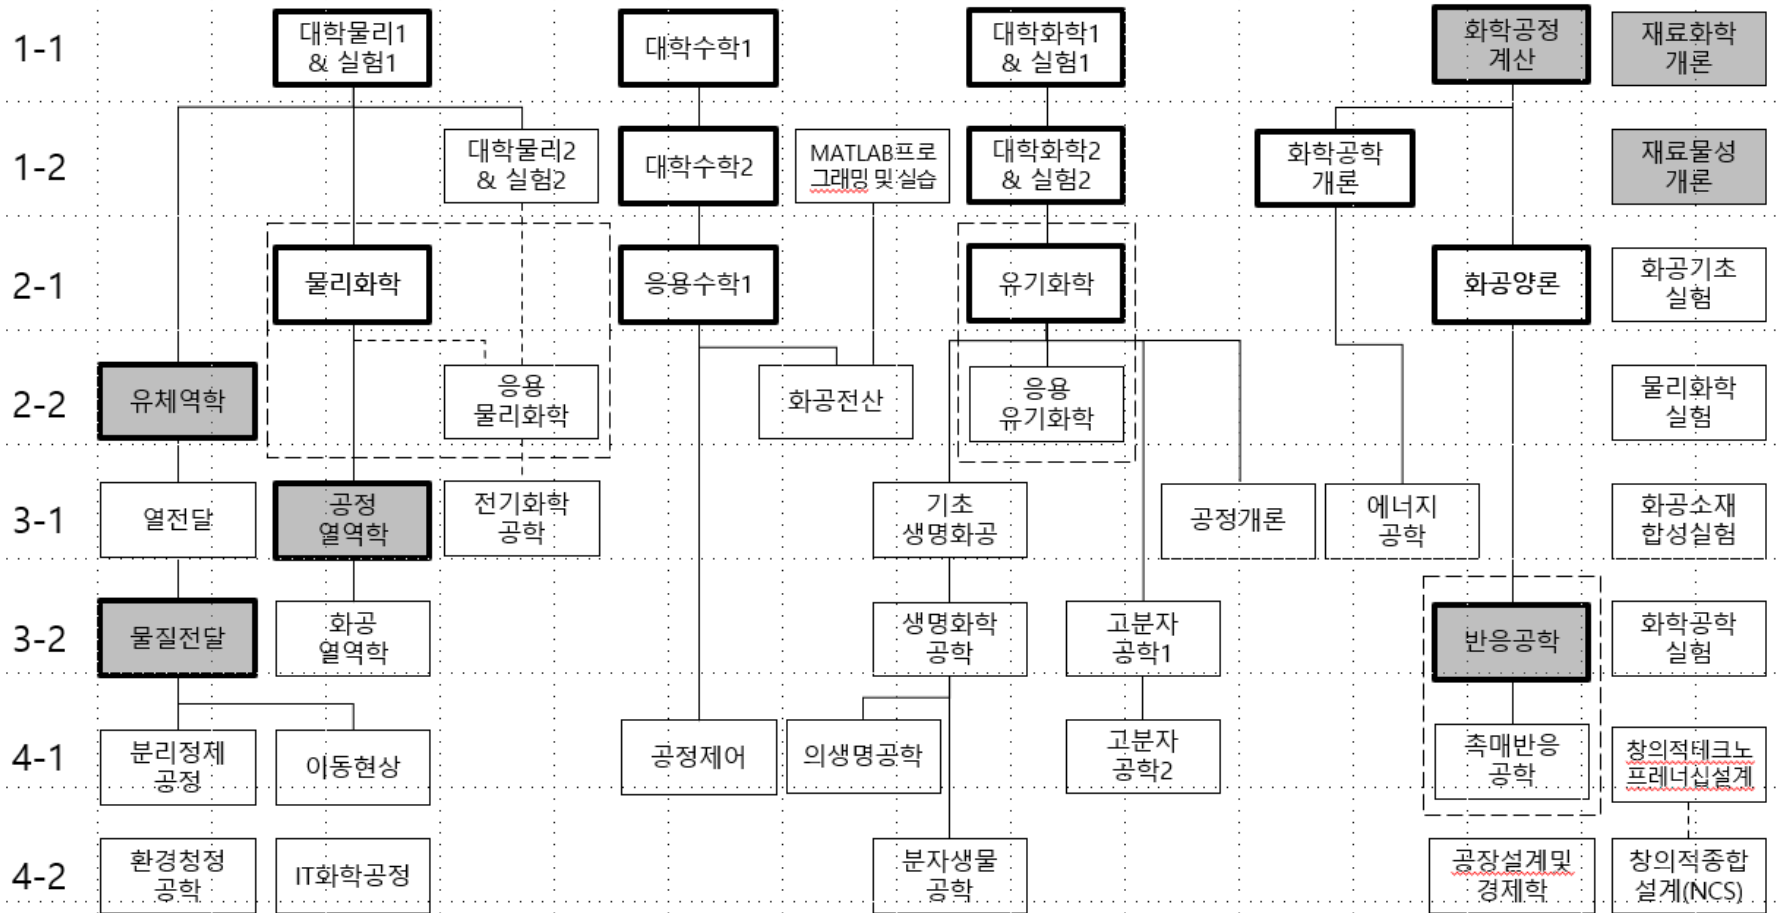 1-1
대학물리1
& 실험1
대학수학1
대학화학1
& 실험1
화학공정
계산
재료화학
개론
1-2
대학물리2
& 실험2
대학수학2
MATLAB프로
그래밍 및 실습
대학화학2
& 실험2
화학공학
개론
재료물성
개론
2-1
물리화학
응용수학1
유기화학
화공양론
화공기초
실험
2-2
유체역학
응용
물리화학
화공전산
응용
유기화학
물리화학
실험
3-1
열전달
공정
열역학
전기화학
공학
기초
생명화공
공정개론
에너지
공학
화공소재
합성실험
3-2
물질전달
화공
열역학
생명화학
공학
고분자
공학1
반응공학
화학공학
실험
4-1
분리정제
공정
이동현상
공정제어
의생명공학
고분자
공학2
촉매반응
공학
창의적테크노
프레너십설계
4-2
환경청정
공학
IT화학공정
분자생물
공학
공장설계및
경제학
창의적종합
설계(NCS)